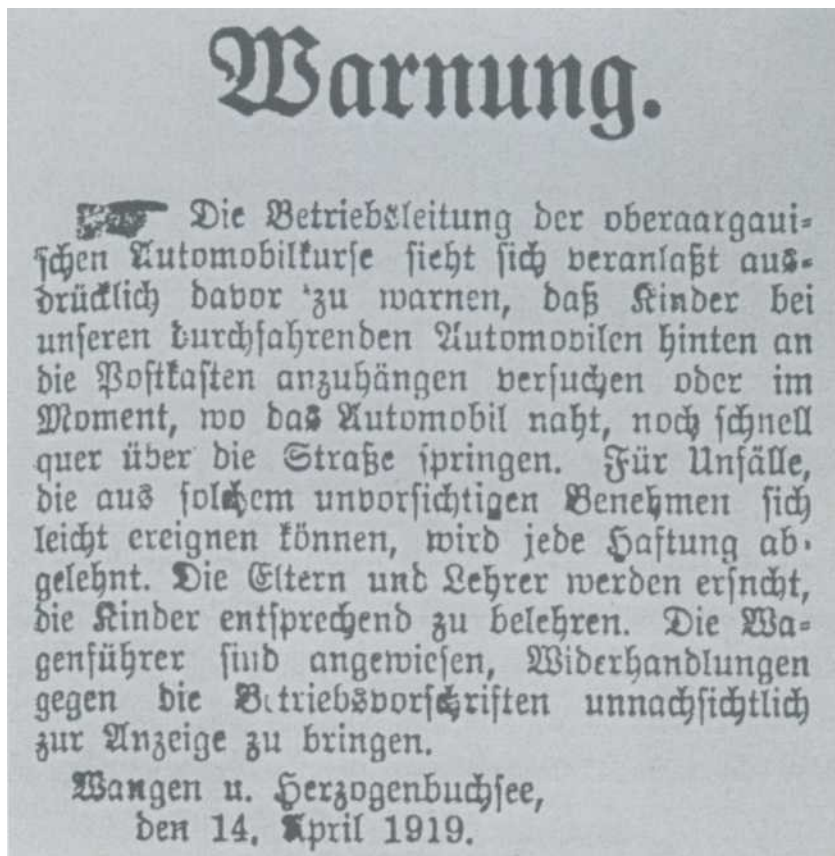 Warnung.
Die Betriebsleitung der oberaargaui-
schen Automobilkurse sieht sich veranlaßt aus-
drücklich davor zu warnen, daß Kinder bei
unseren durchfahrenden Automobilen hinten an
die Postkasten anzuhängen versuchen oder im
Moment, wo das Automobil naht, noch schnell
quer über die Straße springen. Für Unfälle,
die aus solchem unvorsichtigen Benehmen sich
leicht ereignen können, wird jede Haftung ab-
gelehnt. Die Eltern und Lehrer werden ersucht,
die Kinder entsprechend zu belehren. Die Wa-
genführer sind angewiesen, Widerhandlungen
gegen die Betriebsvorschriften unnachsichtlich
zur Anzeige zu bringen.
Wangen u. Herzogenbuchsee,
den 14. April 1919.